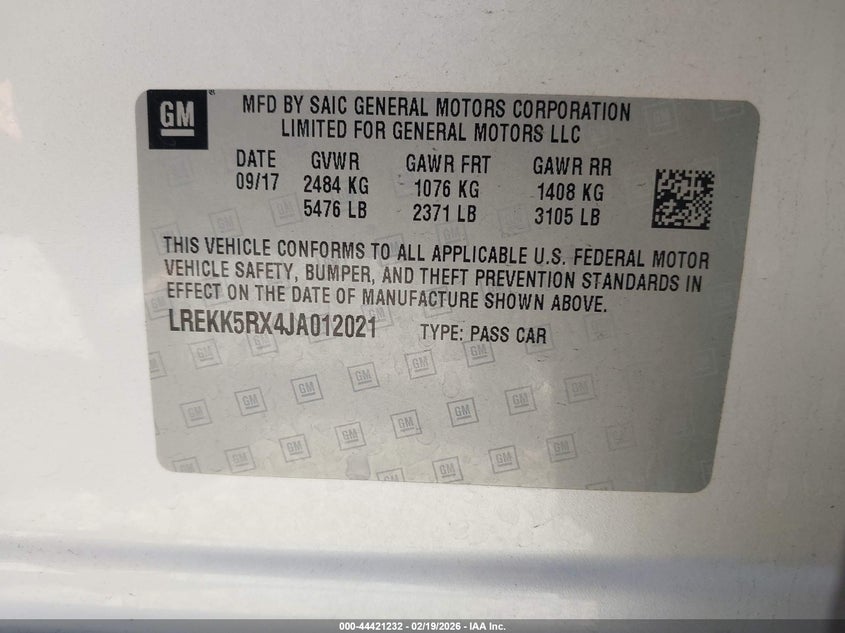 GM
MFD BY SAIC GENERAL MOTORS CORPORATION
LIMITED FOR GENERAL MOTORS LLC
DATE GVWR GAWR FRT GAWR RR
09/17 2484 KG 1076 KG 1408 KG
5476 LB 2371 LB 3105 LB
THIS VEHICLE CONFORMS TO ALL APPLICABLE U.S. FEDERAL MOTOR
VEHICLE SAFETY, BUMPER, AND THEFT PREVENTION STANDARDS IN
EFFECT ON THE DATE OF MANUFACTURE SHOWN ABOVE.
LREKK5RX4JA012021 TYPE: PASS CAR
000-44421232 - 02/19/2026 - IAA Inc.